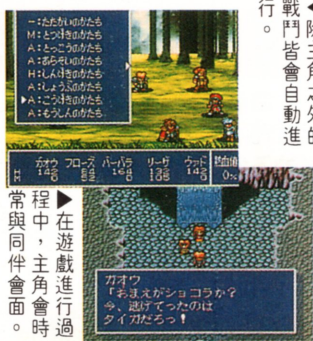 ◀除主角之外的
戰鬥皆會自動進
行。
－：たたかいのかたち
M：とつげきのかたち
A：とっこうのかたち
A：あらそいのかたち
H：しんげきのかたち
A：しょうぶのかたち
▶A：こうげきのかたち
A：もうしんのかたち
ガオウ フローズ バーバラ リーザ ウッド 熱血値
H 0%
▶在遊戲進行過
程中，主角會時
常與同伴會面。
ガオウ
「おまえがショコラか？
今、逃げてったのは
タイガだろっ！